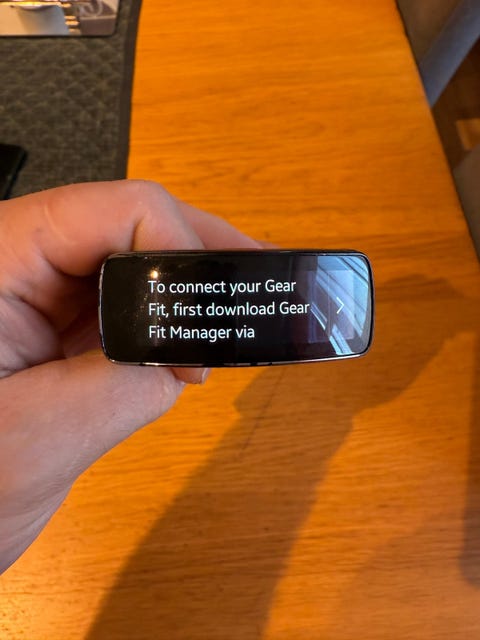 To connect your Gear
Fit, first download Gear
Fit Manager via